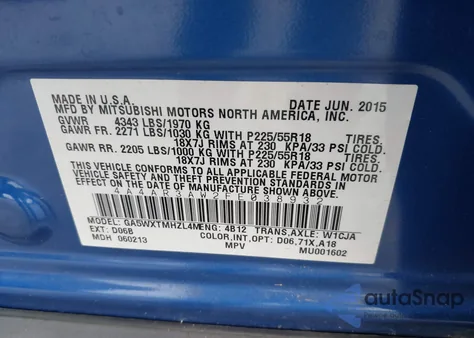 MADE IN U.S.A. DATE JUN. 2015
MFD BY MITSUBISHI MOTORS NORTH AMERICA, INC.
GVWR 4343 LBS/1970 KG
GAWR FR. 2271 LBS/1030 KG WITH P225/55R18 TIRES,
18X7J RIMS AT 230 KPA/33 PSI COLD
GAWR RR. 2205 LBS/1000 KG WITH P225/55R18 TIRES,
18X7J RIMS AT 230 KPA/33 PSI COLD
THIS VEHICLE CONFORMS TO ALL APPLICABLE FEDERAL MOTOR
VEHICLE SAFETY AND THEFT PREVENTION STANDARDS IN EFFECT
ON THE DATE OF MANUFACTURE SHOWN ABOVE.
4A4AR3AW2FE038932
MODEL: GA5WXTMHZL4M ENG: 4B12 TRANS,AXLE: W1CJA
EXT: D06B COLOR,INT,OPT: D06,71X,A18
MDH 060213 MPV MU001602
autoSnap